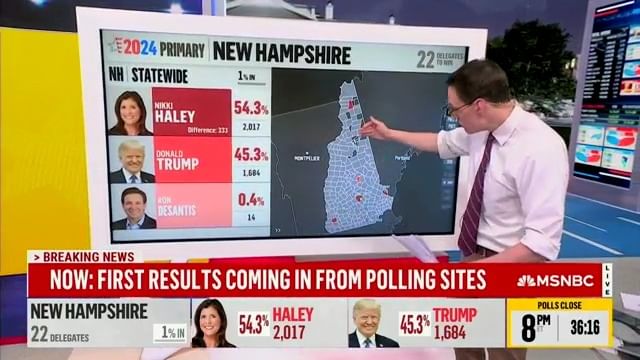 2024 PRIMARY NEW HAMPSHIRE
22 DELEGATES TO WIN
NH STATEWIDE 1% IN
NIKKI
HALEY 54.3%
Difference: 333 2,017
DONALD
TRUMP 45.3%
1,684
RON
DESANTIS 0.4%
14
MONTPELIER
Portland
> BREAKING NEWS
NOW: FIRST RESULTS COMING IN FROM POLLING SITES
MSNBC
LIVE
NEW HAMPSHIRE
22 DELEGATES
1% IN
54.3% HALEY
2,017
45.3% TRUMP
1,684
POLLS CLOSE
8 PM ET 36:16